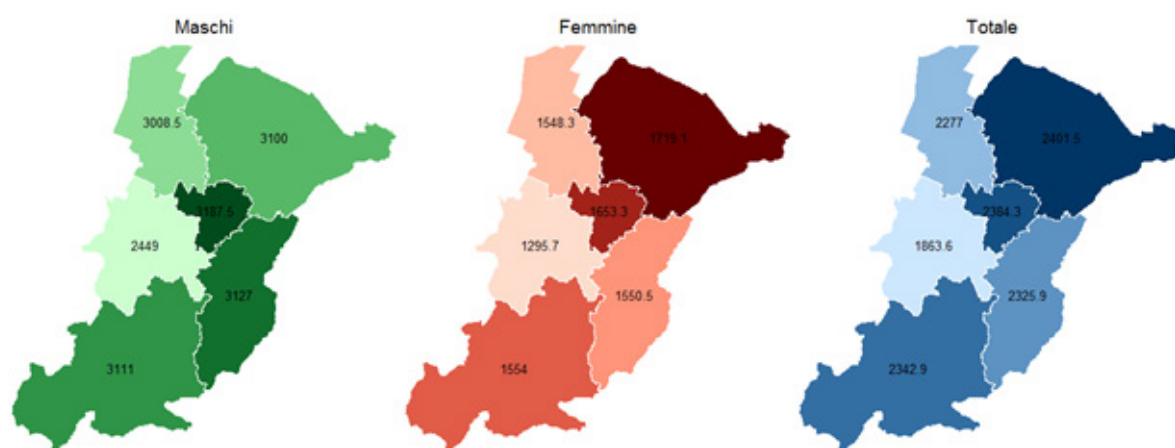 Maschi Femmine Totale
3008.5 3100 1548.3 1719.1 2277 2401.5
3187.5 1653.3 2384.3
2449 1295.7 1863.6
3127 1550.5 2325.9
3111 1554 2342.9